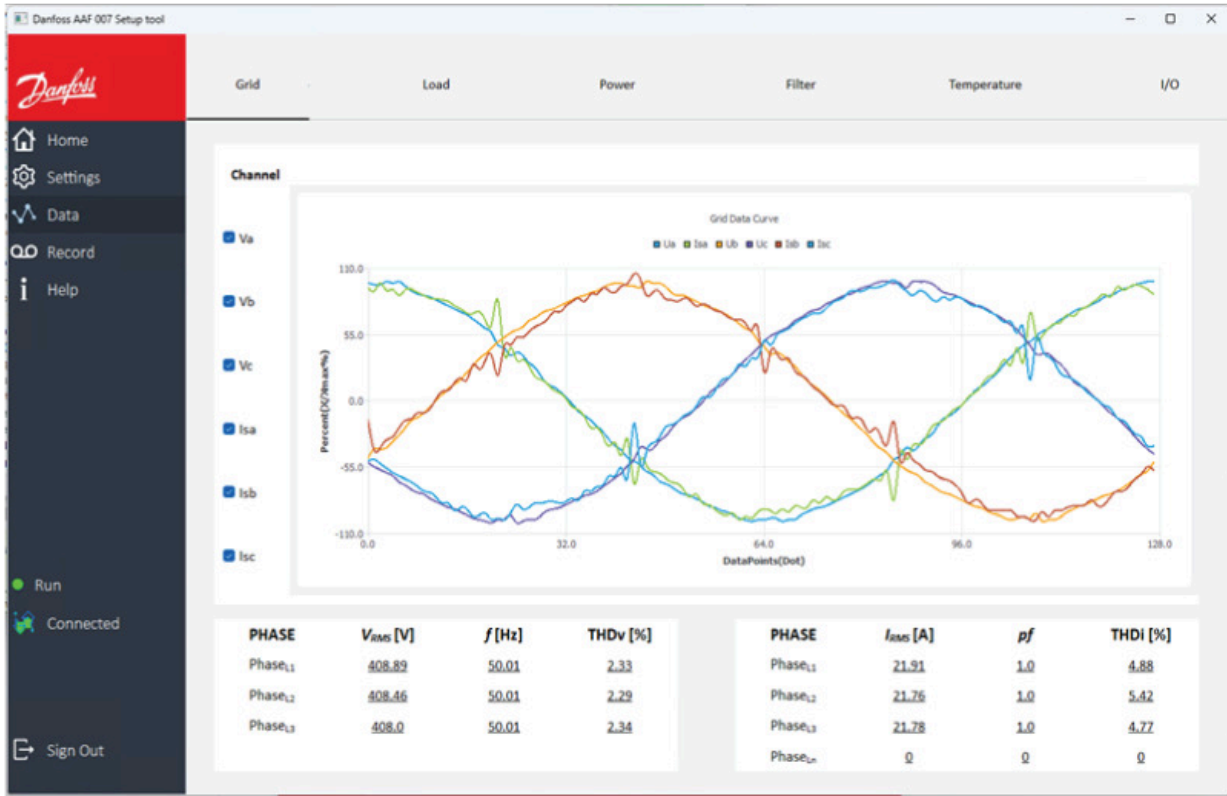 Danfoss AAF 007 Setup tool
Danfoss
Grid Load Power Filter Temperature I/O
Home
Settings
Data
Record
Help
Run
Connected
Sign Out
Channel
Va
Vb
Vc
Isa
Isb
Isc
Grid Data Curve
Ua Isa Ub Uc Isb Isc
Percent(X/Xmax%)
110.0
55.0
0.0
-55.0
-110.0
0.0 32.0 64.0 96.0 128.0
DataPoints(Dot)
PHASE VRMS [V] f [Hz] THDv [%]
PhaseL1 408.89 50.01 2.33
PhaseL2 408.46 50.01 2.29
PhaseL3 408.0 50.01 2.34
PHASE IRMS [A] pf THDi [%]
PhaseL1 21.91 1.0 4.88
PhaseL2 21.76 1.0 5.42
PhaseL3 21.78 1.0 4.77
PhaseLn 0 0 0